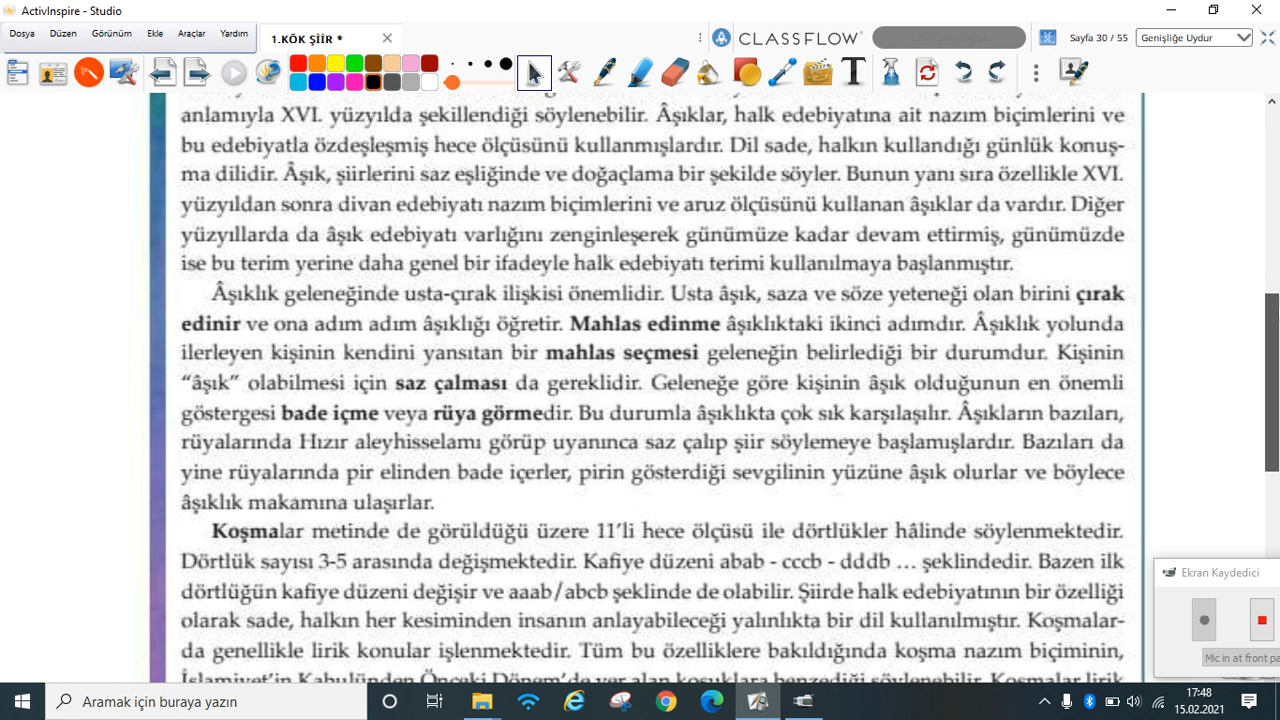 ActivInspire - Studio
Dosya Düzen Görünüm Ekle Araçlar Yardım
1.KÖK ŞİİR *
CLASSFLOW
Sayfa 30 / 55
Genişliğe Uydur
anlamıyla XVI. yüzyılda şekillendiği söylenebilir. Âşıklar, halk edebiyatına ait nazım biçimlerini ve
bu edebiyatla özdeşleşmiş hece ölçüsünü kullanmışlardır. Dil sade, halkın kullandığı günlük konuş-
ma dilidir. Âşık, şiirlerini saz eşliğinde ve doğaçlama bir şekilde söyler. Bunun yanı sıra özellikle XVI.
yüzyıldan sonra divan edebiyatı nazım biçimlerini ve aruz ölçüsünü kullanan âşıklar da vardır. Diğer
yüzyıllarda da âşık edebiyatı varlığını zenginleşerek günümüze kadar devam ettirmiş, günümüzde
ise bu terim yerine daha genel bir ifadeyle halk edebiyatı terimi kullanılmaya başlanmıştır.
Âşıklık geleneğinde usta-çırak ilişkisi önemlidir. Usta âşık, saza ve söze yeteneği olan birini çırak
edinir ve ona adım adım âşıklığı öğretir. Mahlas edinme âşıklıktaki ikinci adımdır. Âşıklık yolunda
ilerleyen kişinin kendini yansıtan bir mahlas seçmesi geleneğin belirlediği bir durumdur. Kişinin
“âşık” olabilmesi için saz çalması da gereklidir. Geleneğe göre kişinin âşık olduğunun en önemli
göstergesi bade içme veya rüya görmedir. Bu durumla âşıklıkta çok sık karşılaşılır. Âşıkların bazıları,
rüyalarında Hızır aleyhisselamı görüp uyanınca saz çalıp şiir söylemeye başlamışlardır. Bazıları da
yine rüyalarında pir elinden bade içerler, pirin gösterdiği sevgilinin yüzüne âşık olurlar ve böylece
âşıklık makamına ulaşırlar.
Koşmalar metinde de görüldüğü üzere 11’li hece ölçüsü ile dörtlükler hâlinde söylenmektedir.
Dörtlük sayısı 3-5 arasında değişmektedir. Kafiye düzeni abab - cccb - dddb … şeklindedir. Bazen ilk
dörtlüğün kafiye düzeni değişir ve aaab/abcb şeklinde de olabilir. Şiirde halk edebiyatının bir özelliği
olarak sade, halkın her kesiminden insanın anlayabileceği yalınlıkta bir dil kullanılmıştır. Koşmalar-
da genellikle lirik konular işlenmektedir. Tüm bu özelliklere bakıldığında koşma nazım biçiminin,
İslamiyet’in Kabulünden Önceki Dönem’de yer alan koşuklara benzediği söylenebilir. Koşmalar lirik
Ekran Kaydedici
Mic in at front pa
Aramak için buraya yazın
17:48
15.02.2021